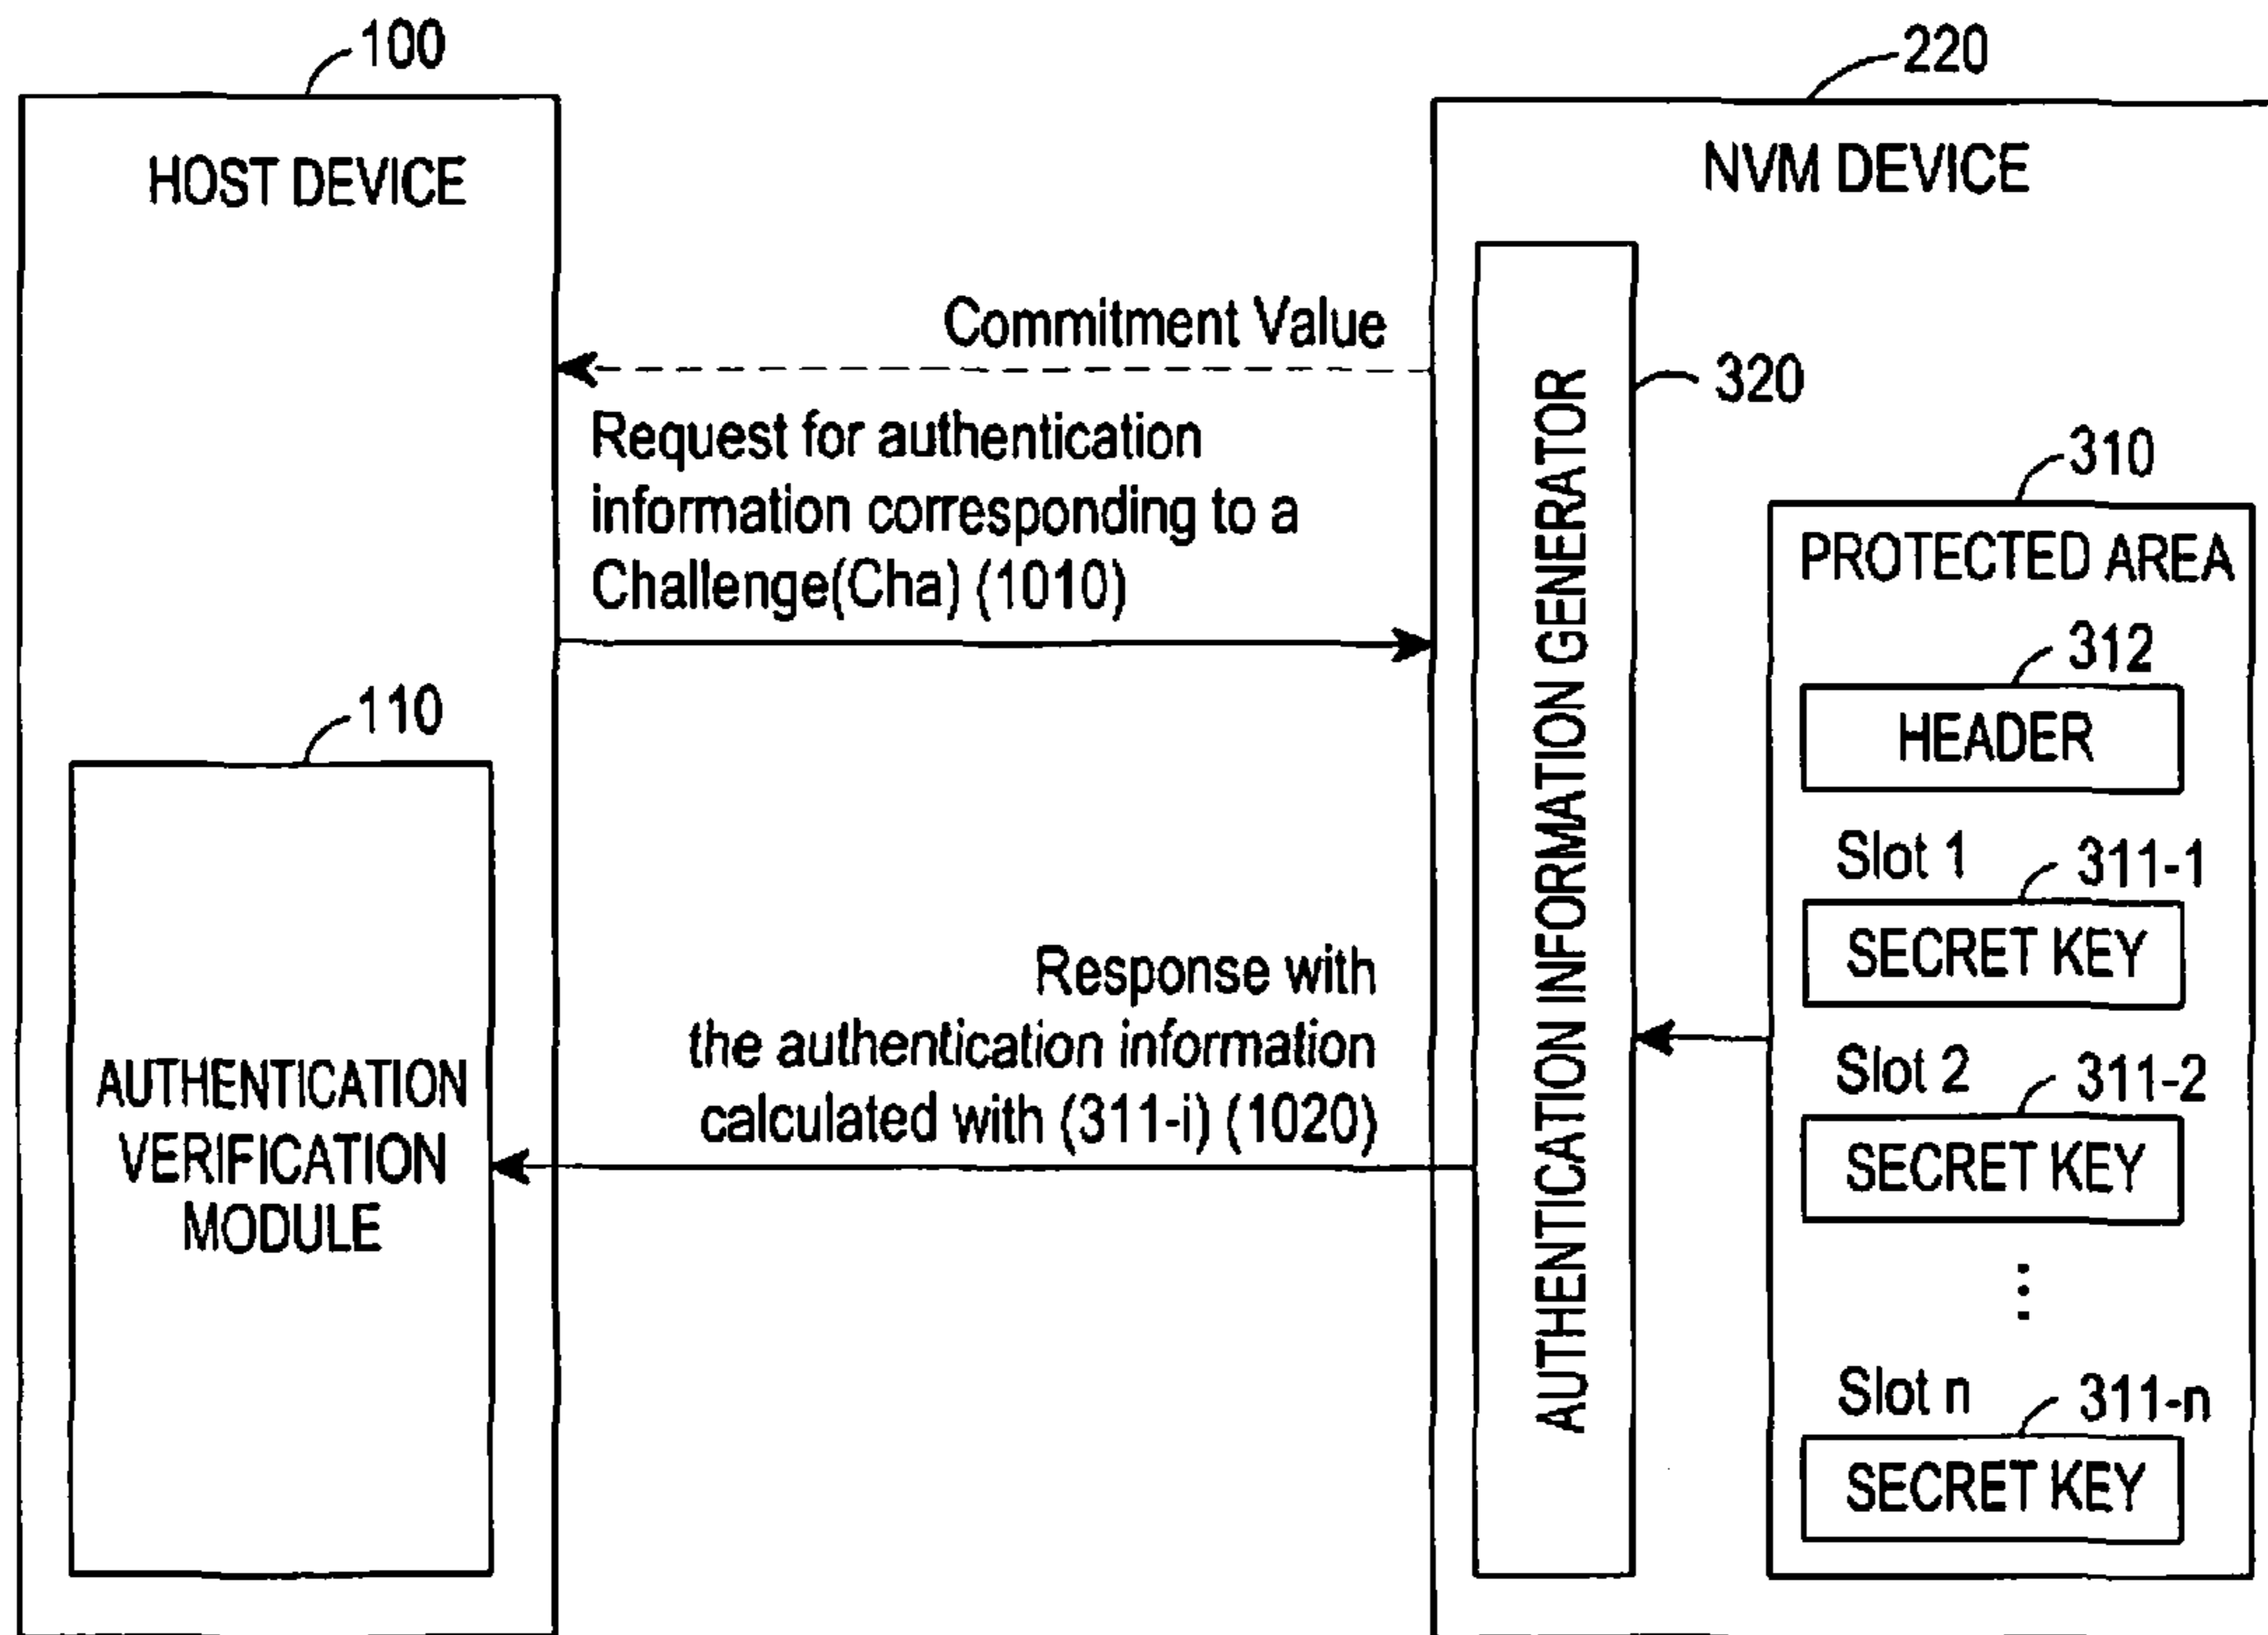 100
220
HOST DEVICE
NVM DEVICE
Commitment Value
320
Request for authentication
information corresponding to a
Challenge(Cha) (1010)
AUTHENTICATION INFORMATION GENERATOR
310
PROTECTED AREA
312
HEADER
110
Slot 1
311-1
SECRET KEY
Response with
the authentication information
calculated with (311-i) (1020)
AUTHENTICATION
VERIFICATION
MODULE
Slot 2
311-2
SECRET KEY
Slot n
311-n
SECRET KEY